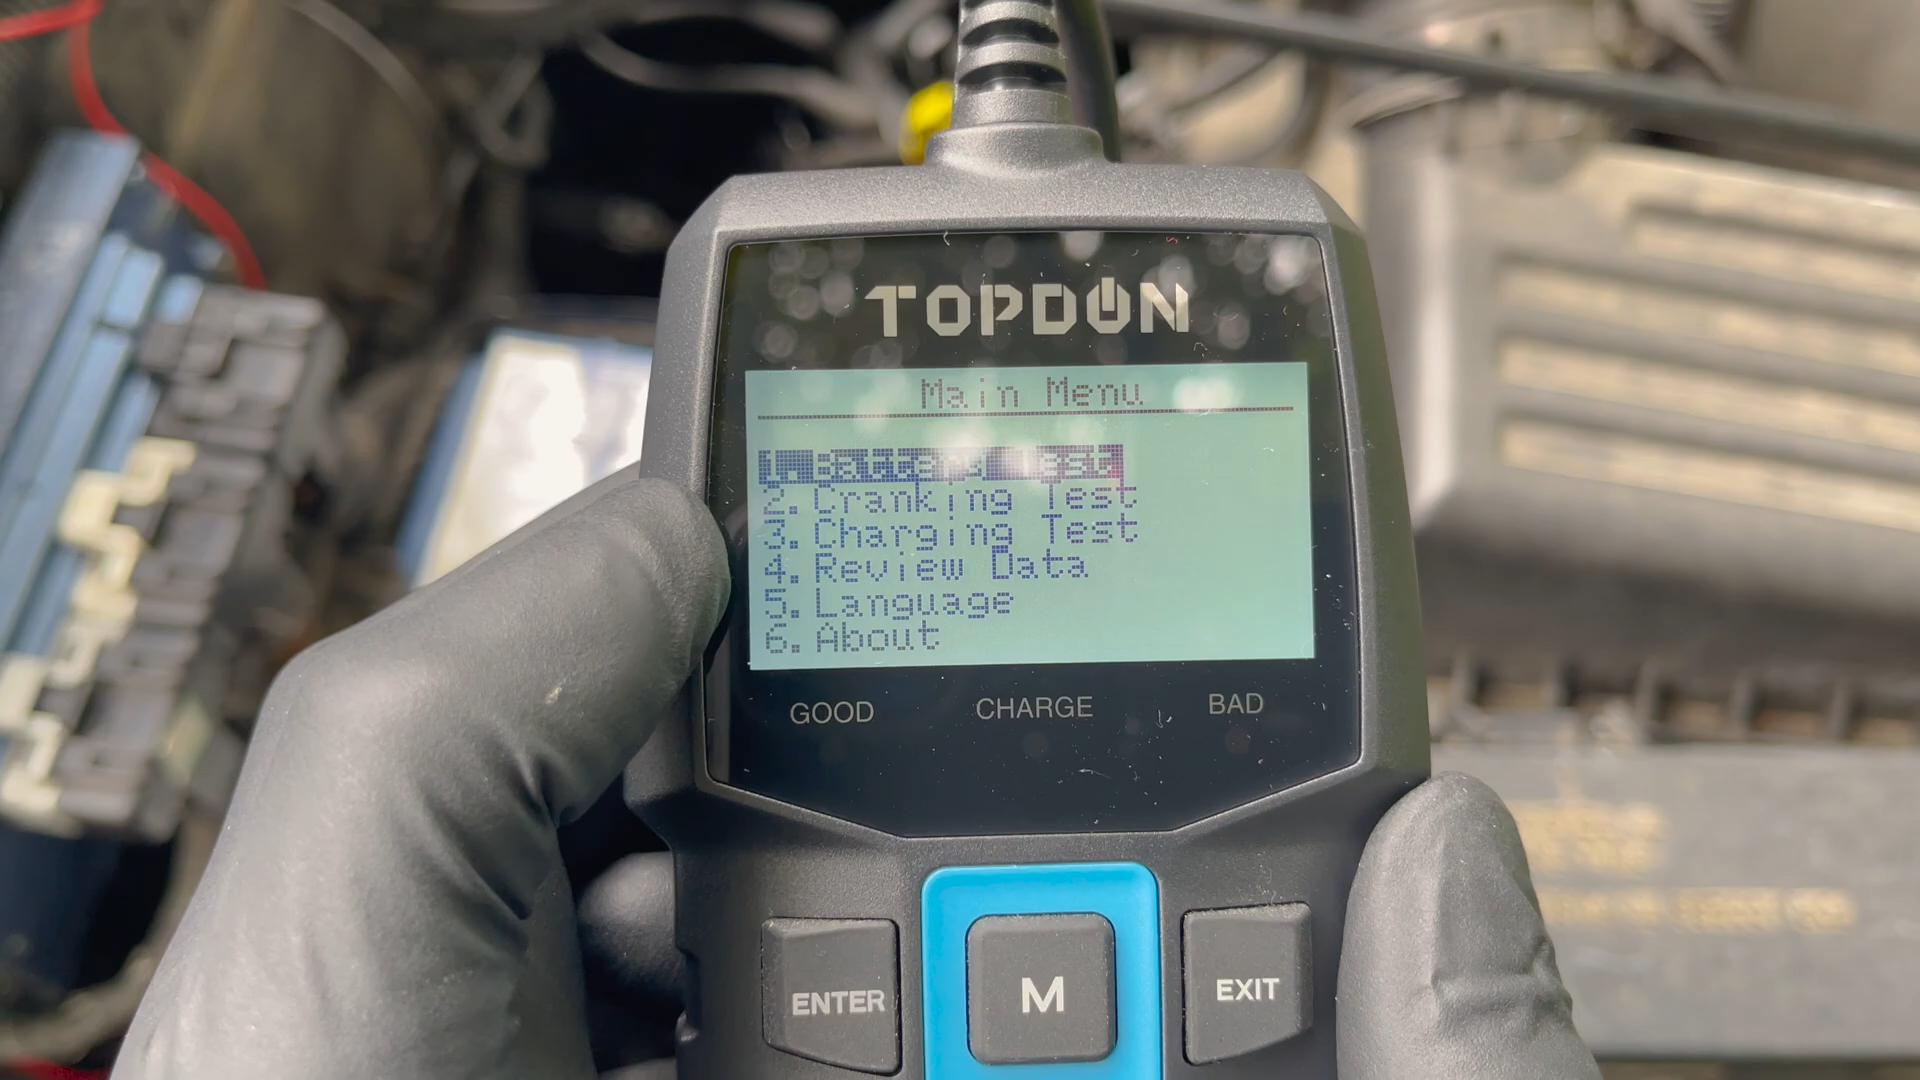 TOPDON
Main Menu
1. Battery Test
2. Cranking Test
3. Charging Test
4. Review Data
5. Language
6. About
GOOD CHARGE BAD
ENTER M EXIT